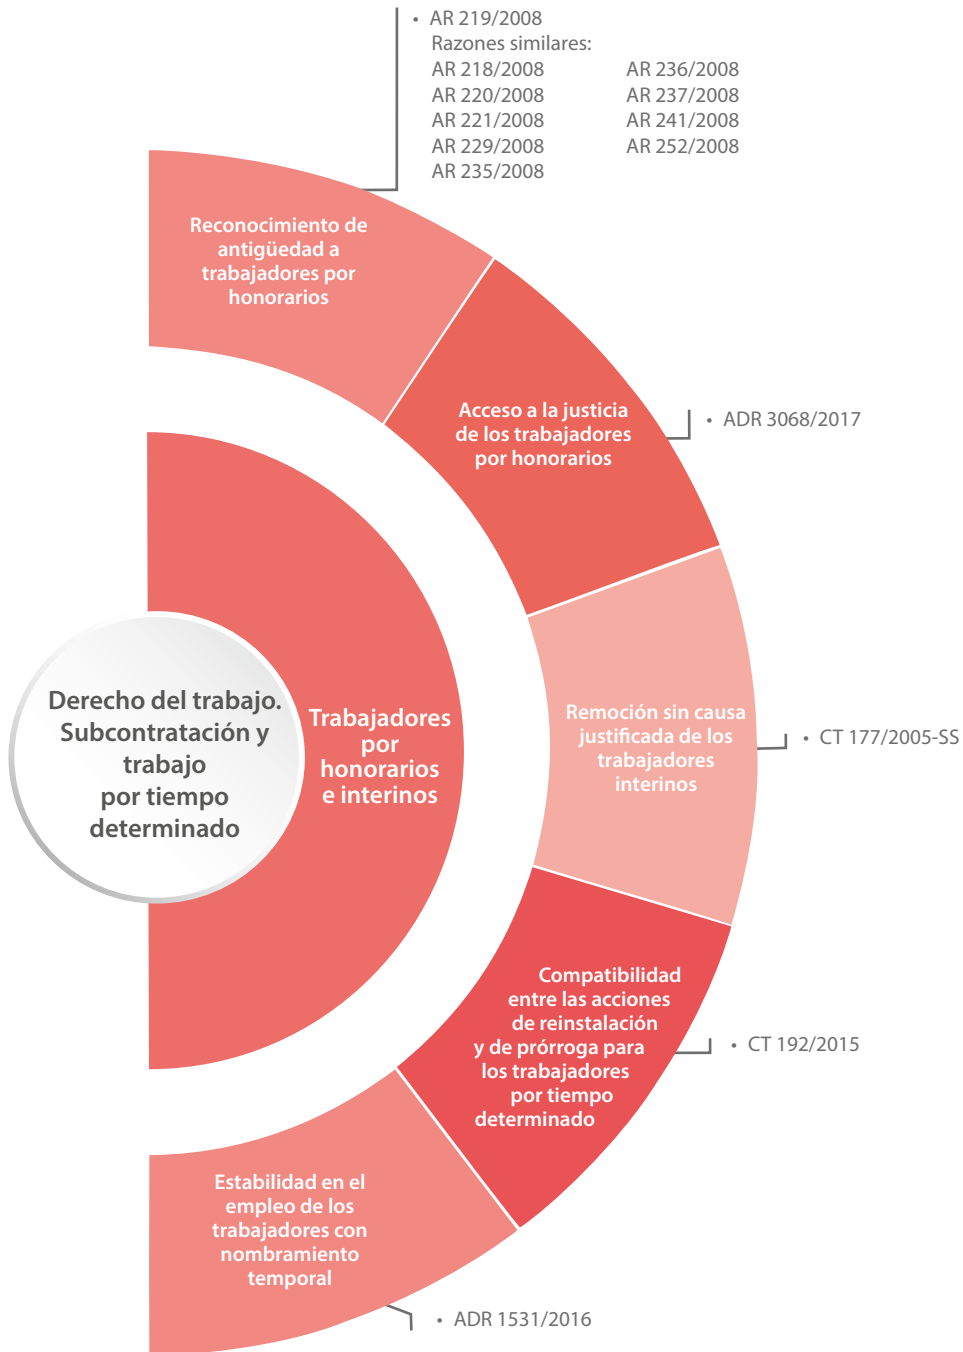 • AR 219/2008
Razones similares:
AR 218/2008
AR 220/2008
AR 221/2008
AR 229/2008
AR 235/2008
AR 236/2008
AR 237/2008
AR 241/2008
AR 252/2008
Reconocimiento de
antigüedad a
trabajadores por
honorarios
Acceso a la justicia
de los trabajadores
por honorarios
• ADR 3068/2017
Derecho del trabajo.
Subcontratación y
trabajo
por tiempo
determinado
Trabajadores
por
honorarios
e interinos
Remoción sin causa
justificada de los
trabajadores
interinos
• CT 177/2005-SS
Compatibilidad
entre las acciones
de reinstalación
y de prórroga para
los trabajadores
por tiempo
determinado
• CT 192/2015
Estabilidad en el
empleo de los
trabajadores con
nombramiento
temporal
• ADR 1531/2016